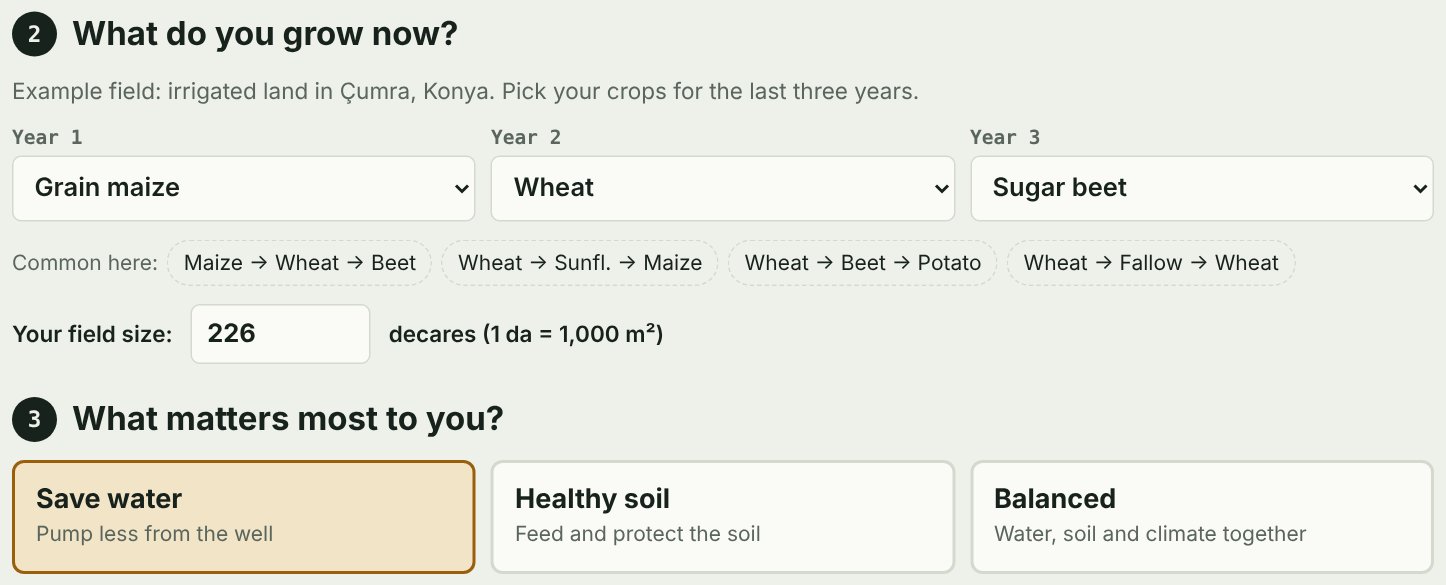 2 What do you grow now?
Example field: irrigated land in Çumra, Konya. Pick your crops for the last three years.
Year 1 Year 2 Year 3
Grain maize Wheat Sugar beet
Common here: Maize → Wheat → Beet Wheat → Sunfl. → Maize Wheat → Beet → Potato Wheat → Fallow → Wheat
Your field size: 226 decares (1 da = 1,000 m²)
3 What matters most to you?
Save water Healthy soil Balanced
Pump less from the well Feed and protect the soil Water, soil and climate together